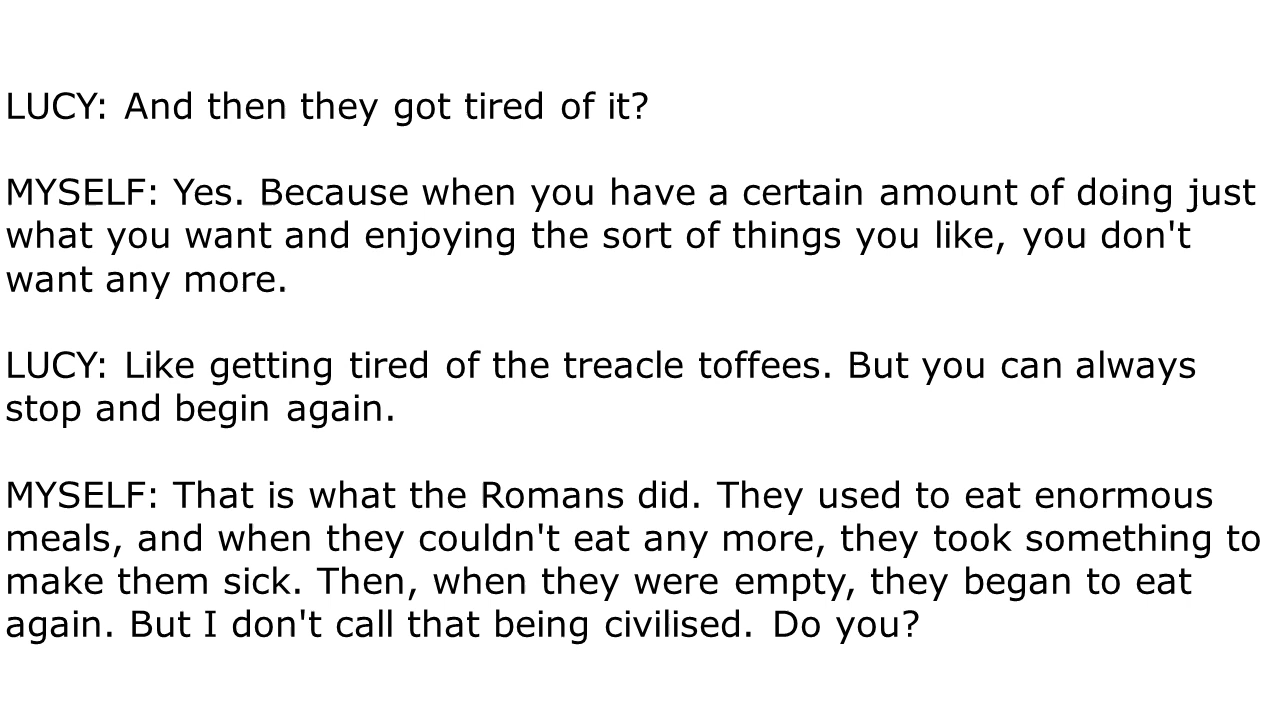 LUCY: And then they got tired of it?
MYSELF: Yes. Because when you have a certain amount of doing just
what you want and enjoying the sort of things you like, you don't
want any more.
LUCY: Like getting tired of the treacle toffees. But you can always
stop and begin again.
MYSELF: That is what the Romans did. They used to eat enormous
meals, and when they couldn't eat any more, they took something to
make them sick. Then, when they were empty, they began to eat
again. But I don't call that being civilised. Do you?